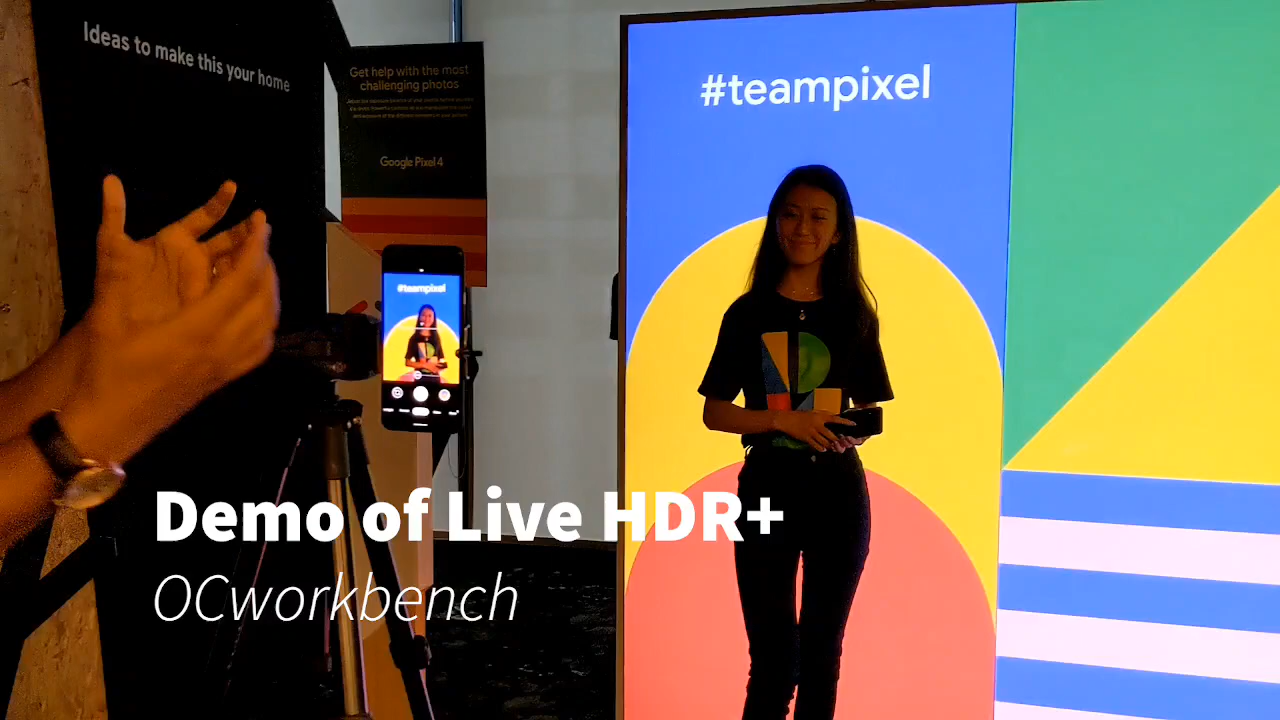 Ideas to make this your home
Get help with the most
challenging photos
Google Pixel 4
#teampixel
#teampixel
Demo of Live HDR+
OCworkbench